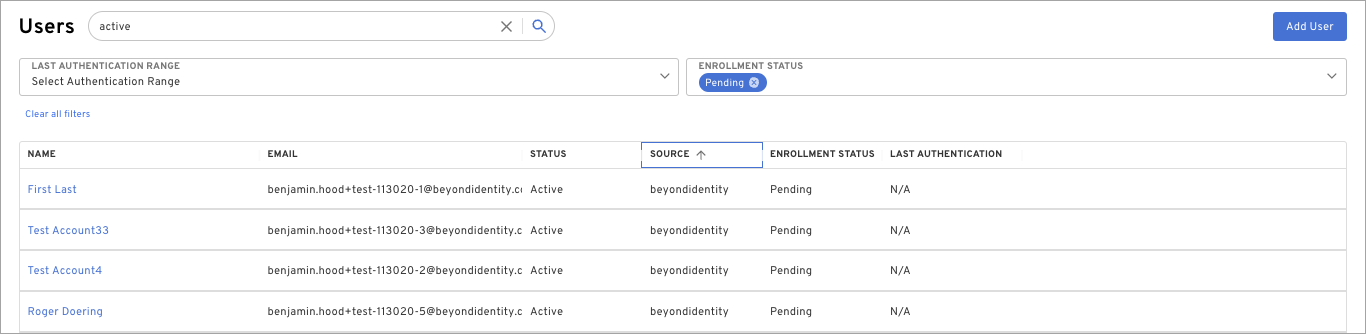 Users
active
Add User
LAST AUTHENTICATION RANGE
Select Authentication Range
ENROLLMENT STATUS
Pending
Clear all filters
NAME EMAIL STATUS SOURCE ENROLLMENT STATUS LAST AUTHENTICATION
First Last benjamin.hood+test-113020-1@beyondidentity.c Active beyondidentity Pending N/A
Test Account33 benjamin.hood+test-113020-3@beyondidentity.c Active beyondidentity Pending N/A
Test Account4 benjamin.hood+test-113020-2@beyondidentity.c Active beyondidentity Pending N/A
Roger Doering benjamin.hood+test-113020-5@beyondidentity.c Active beyondidentity Pending N/A